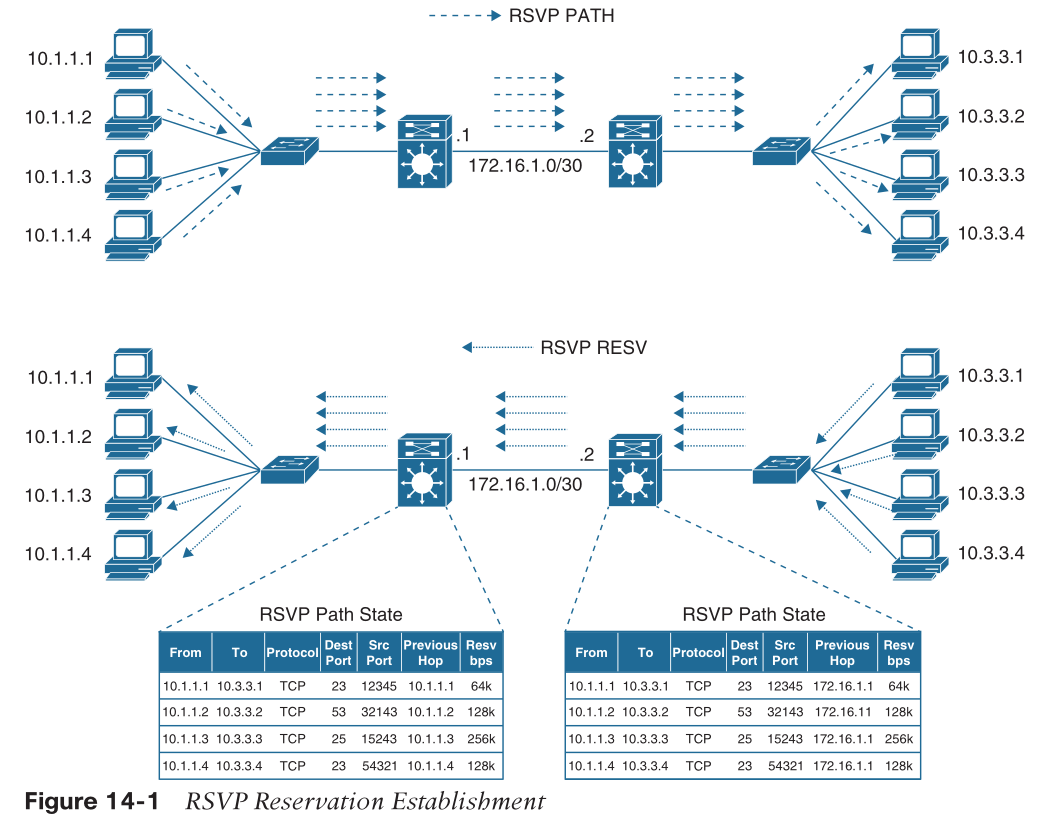 RSVP PATH
10.1.1.1
10.1.1.2
10.1.1.3
10.1.1.4
.1
.2
172.16.1.0/30
10.3.3.1
10.3.3.2
10.3.3.3
10.3.3.4
RSVP RESV
10.1.1.1
10.1.1.2
10.1.1.3
10.1.1.4
.1
.2
172.16.1.0/30
10.3.3.1
10.3.3.2
10.3.3.3
10.3.3.4
RSVP Path State
From To Protocol Dest Port Src Port Previous Hop Resv bps
10.1.1.1 10.3.3.1 TCP 23 12345 10.1.1.1 64k
10.1.1.2 10.3.3.2 TCP 53 32143 10.1.1.2 128k
10.1.1.3 10.3.3.3 TCP 25 15243 10.1.1.3 256k
10.1.1.4 10.3.3.4 TCP 23 54321 10.1.1.4 128k
RSVP Path State
From To Protocol Dest Port Src Port Previous Hop Resv bps
10.1.1.1 10.3.3.1 TCP 23 12345 172.16.1.1 64k
10.1.1.2 10.3.3.2 TCP 53 32143 172.16.11 128k
10.1.1.3 10.3.3.3 TCP 25 15243 172.16.1.1 256k
10.1.1.4 10.3.3.4 TCP 23 54321 172.16.1.1 128k
Figure 14-1 RSVP Reservation Establishment